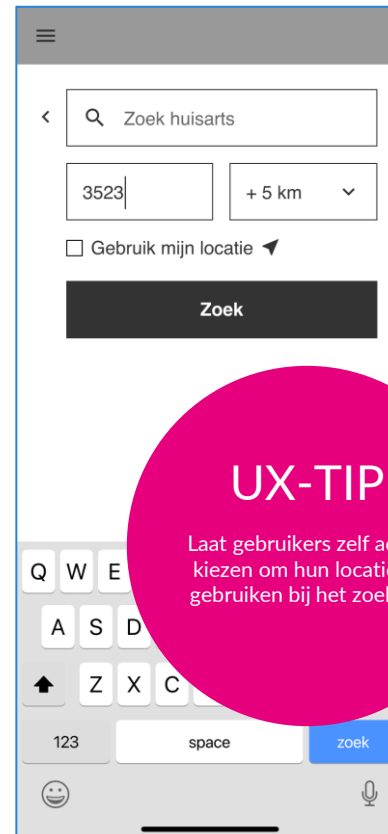 Zoek huisarts
3523
+ 5 km
Gebruik mijn locatie
Zoek
UX-TIP
Laat gebruikers zelf
kiezen om hun
gebruiken bij het
Q W E
A S D
Z X C
123
space
zoek